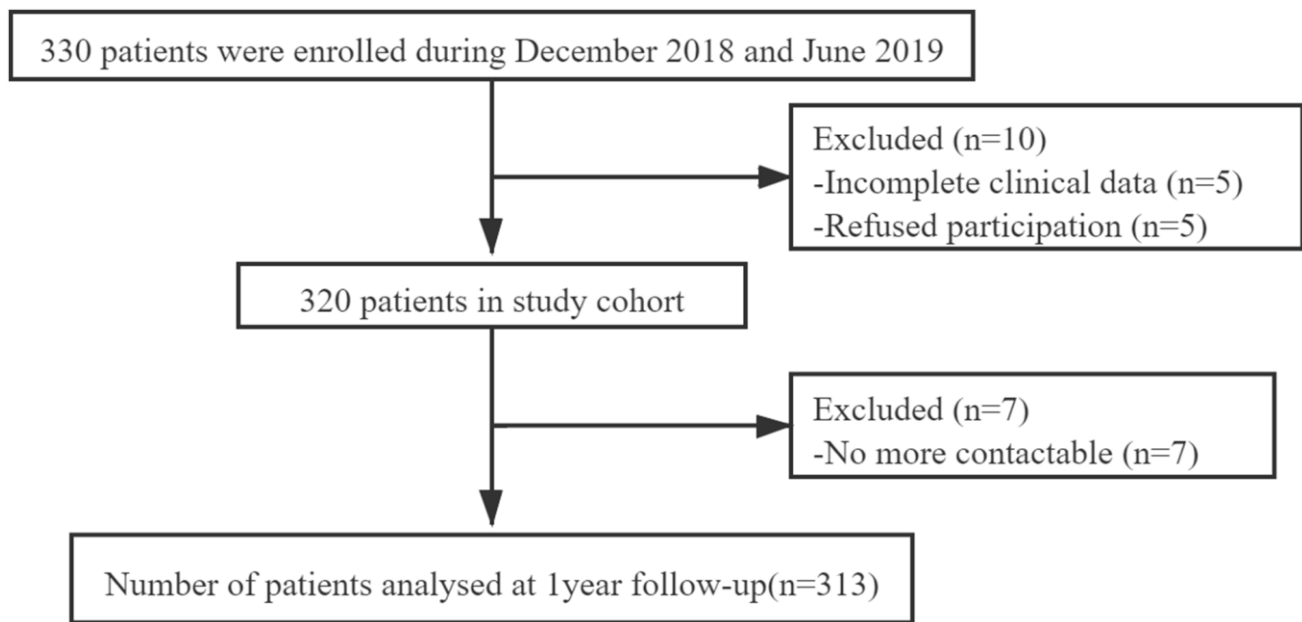 330 patients were enrolled during December 2018 and June 2019
Excluded (n=10)
-Incomplete clinical data (n=5)
-Refused participation (n=5)
320 patients in study cohort
Excluded (n=7)
-No more contactable (n=7)
Number of patients analysed at 1year follow-up(n=313)